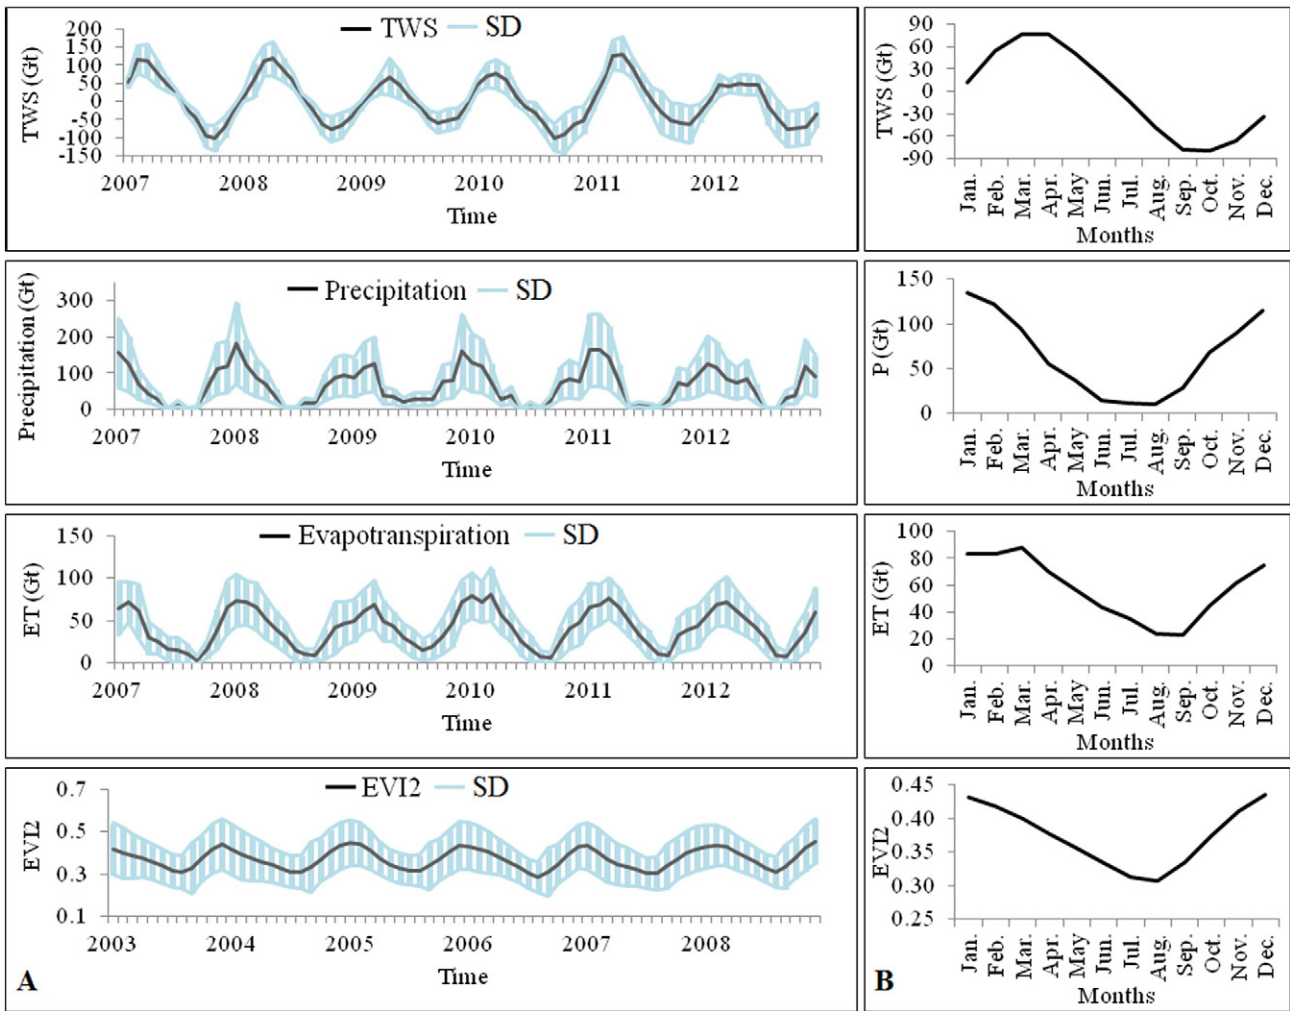 TWS SD
TWS (Gt)
200
150
100
50
0
-50
-100
-150
2007 2008 2009 2010 2011 2012
Time
TWS (Gt)
90
60
30
0
-30
-60
-90
Jan. Feb. Mar. Apr. May Jun. Jul. Aug. Sep. Oct. Nov. Dec.
Months
Precipitation SD
Precipitation (Gt)
300
200
100
0
2007 2008 2009 2010 2011 2012
Time
P (Gt)
150
100
50
0
Jan. Feb. Mar. Apr. May Jun. Jul. Aug. Sep. Oct. Nov. Dec.
Months
Evapotranspiration SD
ET (Gt)
150
100
50
0
2007 2008 2009 2010 2011 2012
Time
ET (Gt)
100
80
60
40
20
0
Jan. Feb. Mar. Apr. May Jun. Jul. Aug. Sep. Oct. Nov. Dec.
Months
EVI2 SD
EVI2
0.7
0.5
0.3
0.1
2003 2004 2005 2006 2007 2008
Time
A
EVI2
0.45
0.40
0.35
0.30
0.25
Jan. Feb. Mar. Apr. May Jun. Jul. Aug. Sep. Oct. Nov. Dec.
Months
B